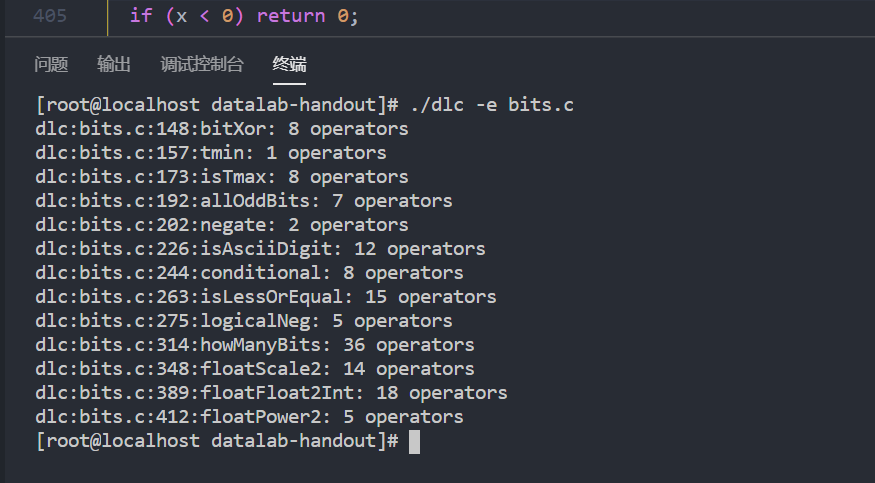 405 if (x < 0) return 0;
问题 输出 调试控制台 终端
[root@localhost datalab-handout]# ./dlc -e bits.c
dlc:bits.c:148:bitXor: 8 operators
dlc:bits.c:157:tmin: 1 operators
dlc:bits.c:173:isTmax: 8 operators
dlc:bits.c:192:allOddBits: 7 operators
dlc:bits.c:202:negate: 2 operators
dlc:bits.c:226:isAsciiDigit: 12 operators
dlc:bits.c:244:conditional: 8 operators
dlc:bits.c:263:isLessOrEqual: 15 operators
dlc:bits.c:275:logicalNeg: 5 operators
dlc:bits.c:314:howManyBits: 36 operators
dlc:bits.c:348:floatScale2: 14 operators
dlc:bits.c:389:floatFloat2Int: 18 operators
dlc:bits.c:412:floatPower2: 5 operators
[root@localhost datalab-handout]#